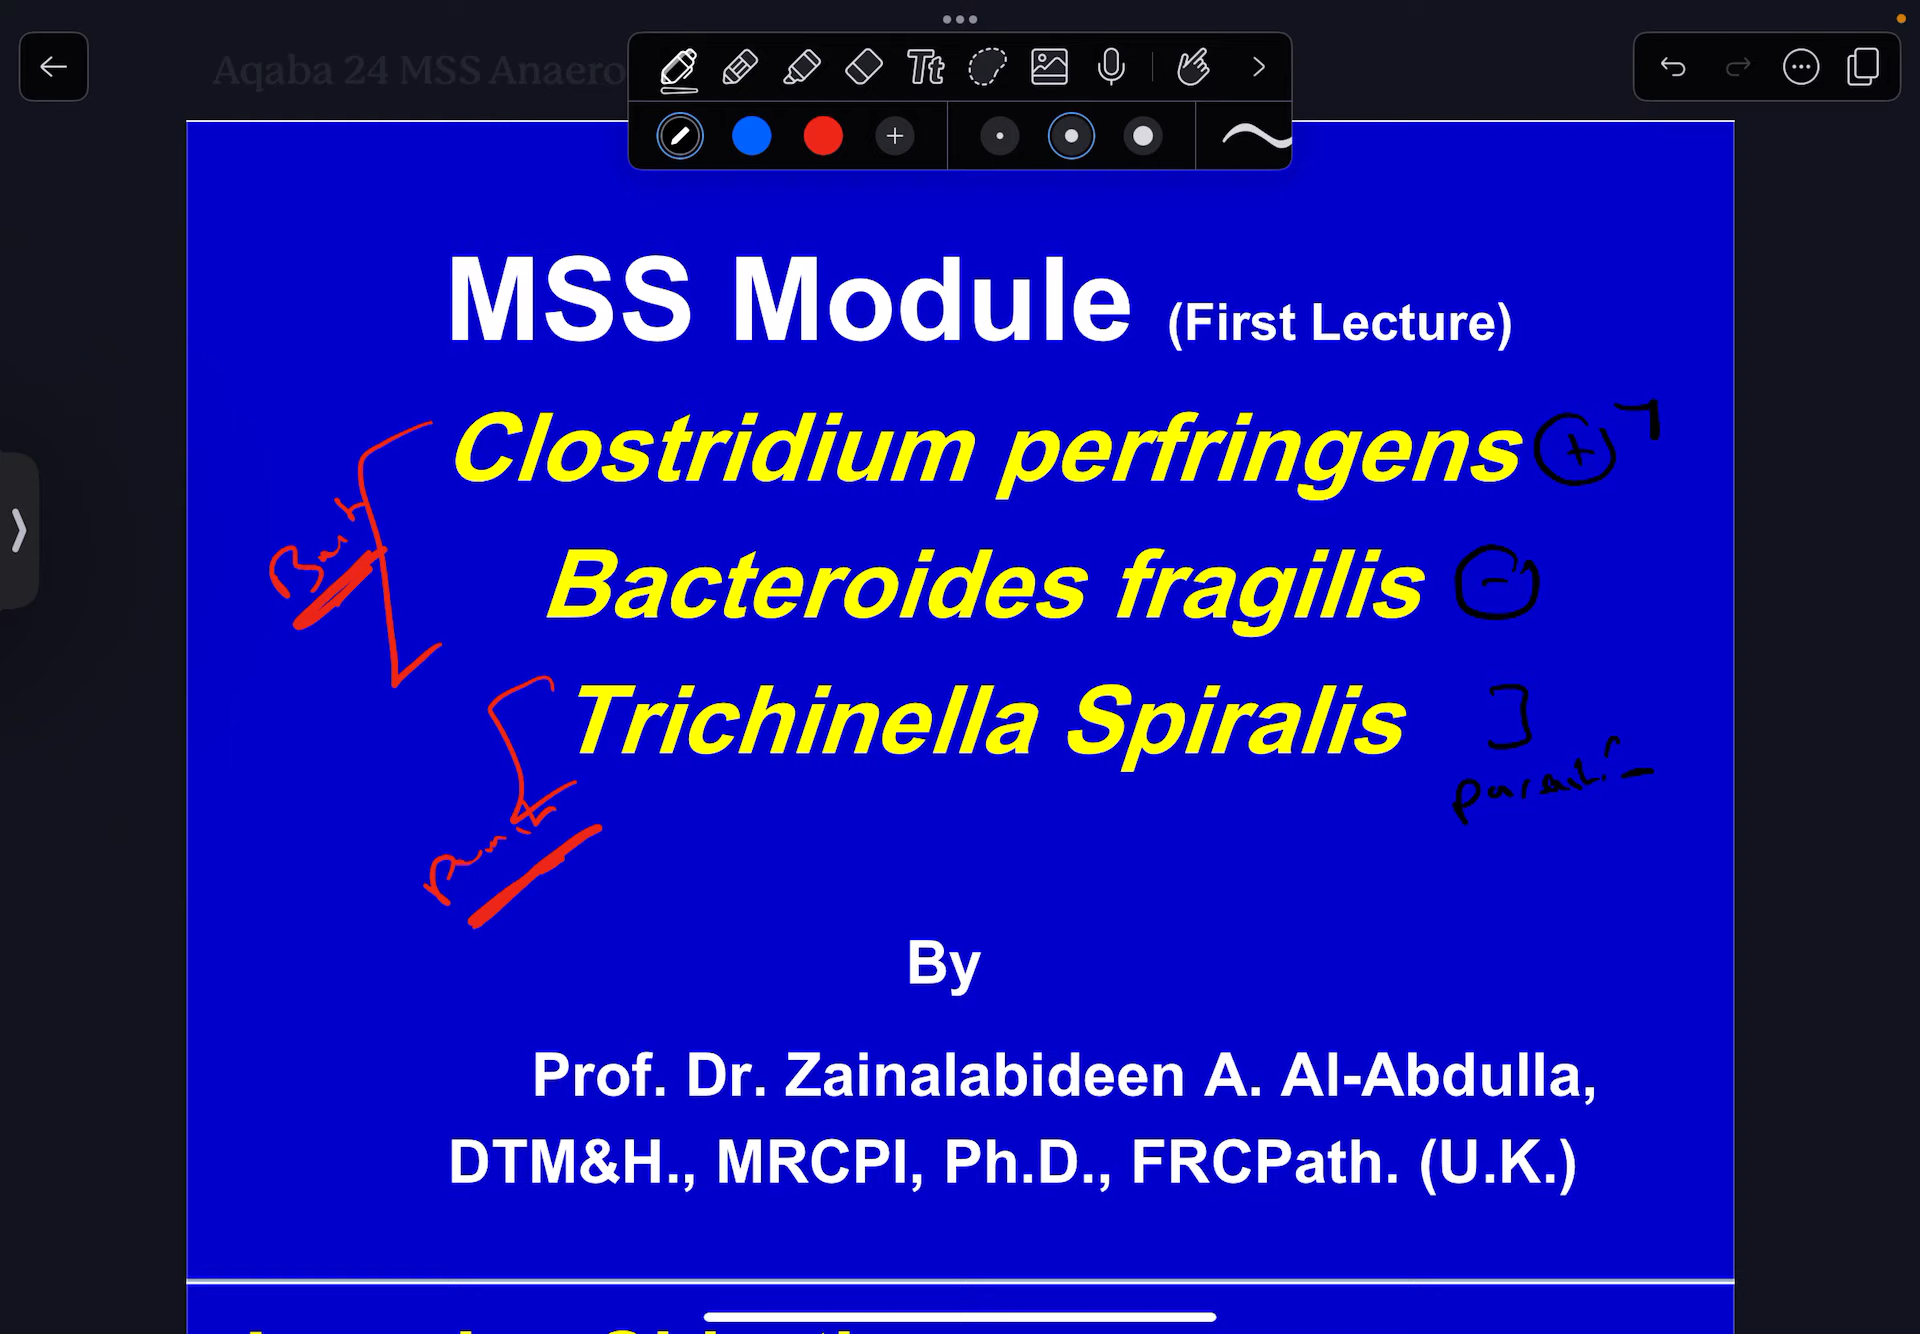 Aqaba 24 MSS Anaero
Tt
MSS Module (First Lecture)
Clostridium perfringens +
Bacteroides fragilis -
Trichinella Spiralis
By
Prof. Dr. Zainalabideen A. Al-Abdulla,
DTM&H., MRCPI, Ph.D., FRCPath. (U.K.)